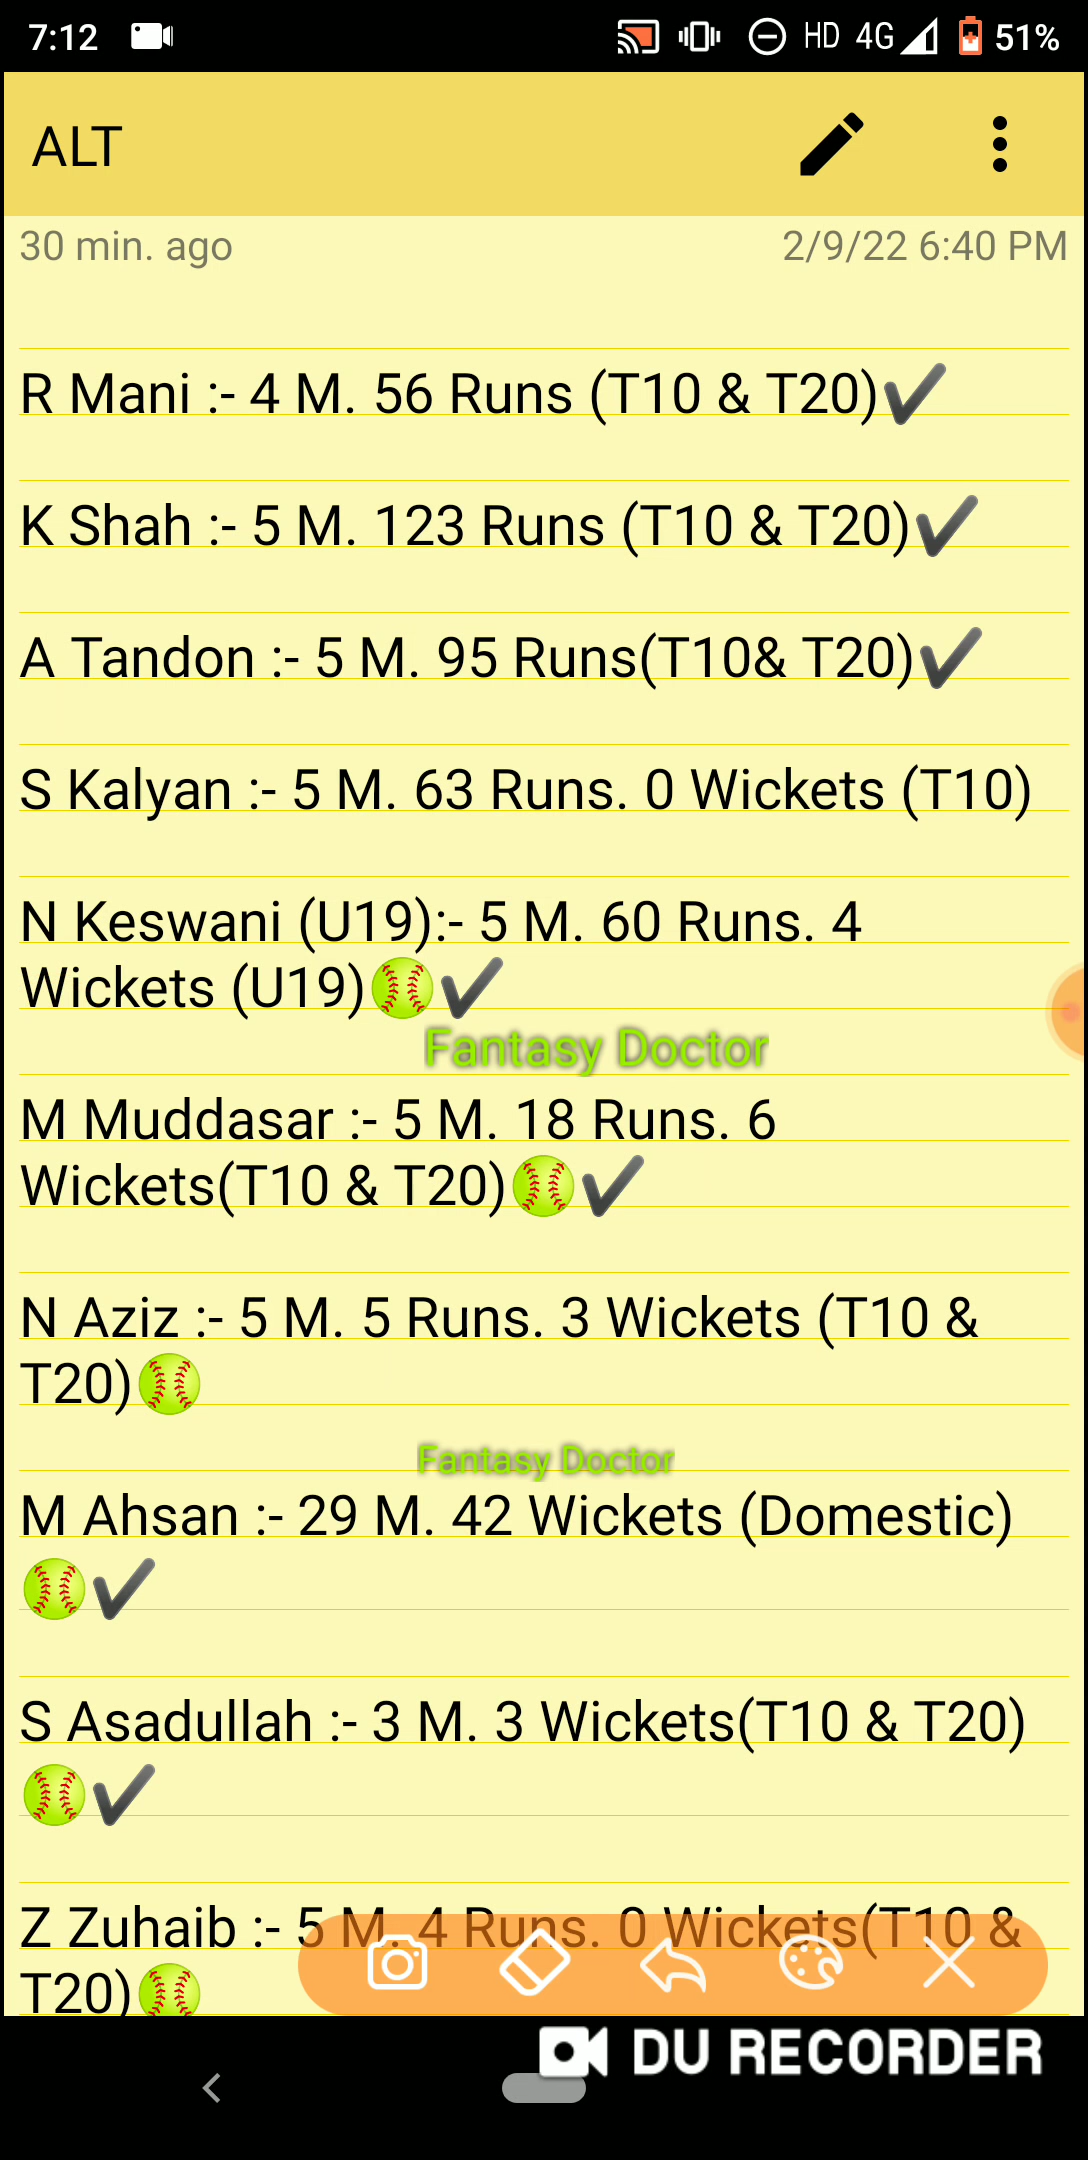 7:12 HD 4G 51%
ALT
30 min. ago 2/9/22 6:40 PM
R Mani :- 4 M. 56 Runs (T10 & T20)✔
K Shah :- 5 M. 123 Runs (T10 & T20)✔
A Tandon :- 5 M. 95 Runs(T10& T20)✔
S Kalyan :- 5 M. 63 Runs. 0 Wickets (T10)
N Keswani (U19):- 5 M. 60 Runs. 4
Wickets (U19)🥎✔
Fantasy Doctor
M Muddasar :- 5 M. 18 Runs. 6
Wickets(T10 & T20)🥎✔
N Aziz :- 5 M. 5 Runs. 3 Wickets (T10 &
T20)🥎
Fantasy Doctor
M Ahsan :- 29 M. 42 Wickets (Domestic)
🥎✔
S Asadullah :- 3 M. 3 Wickets(T10 & T20)
🥎✔
Z Zuhaib :- 5 M. 4 Runs. 0 Wickets(T10 &
T20)🥎
DU RECORDER